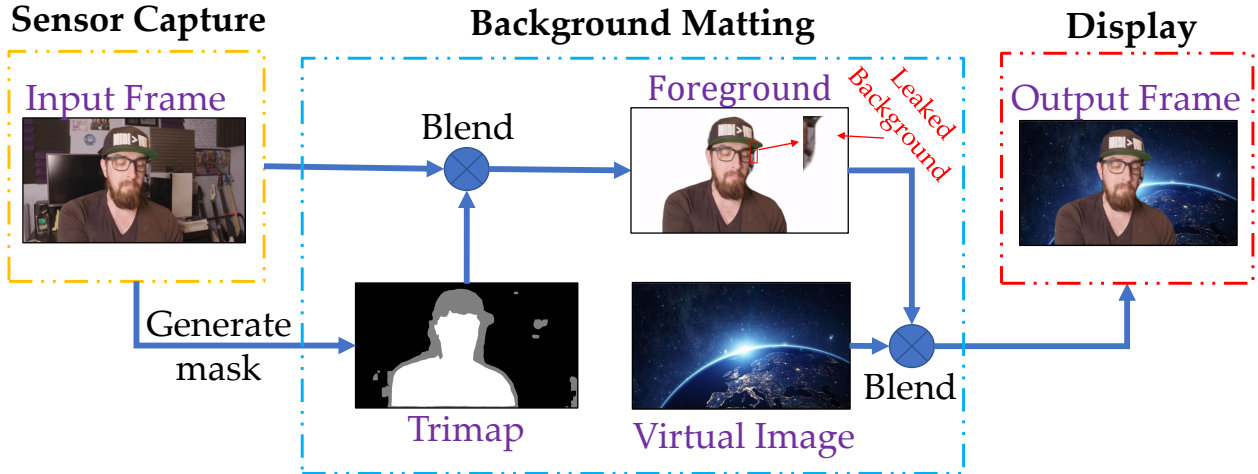 Sensor Capture
Background Matting
Display
Input Frame
Blend
Foreground
Leaked
Background
Output Frame
Generate
mask
Trimap
Virtual Image
Blend